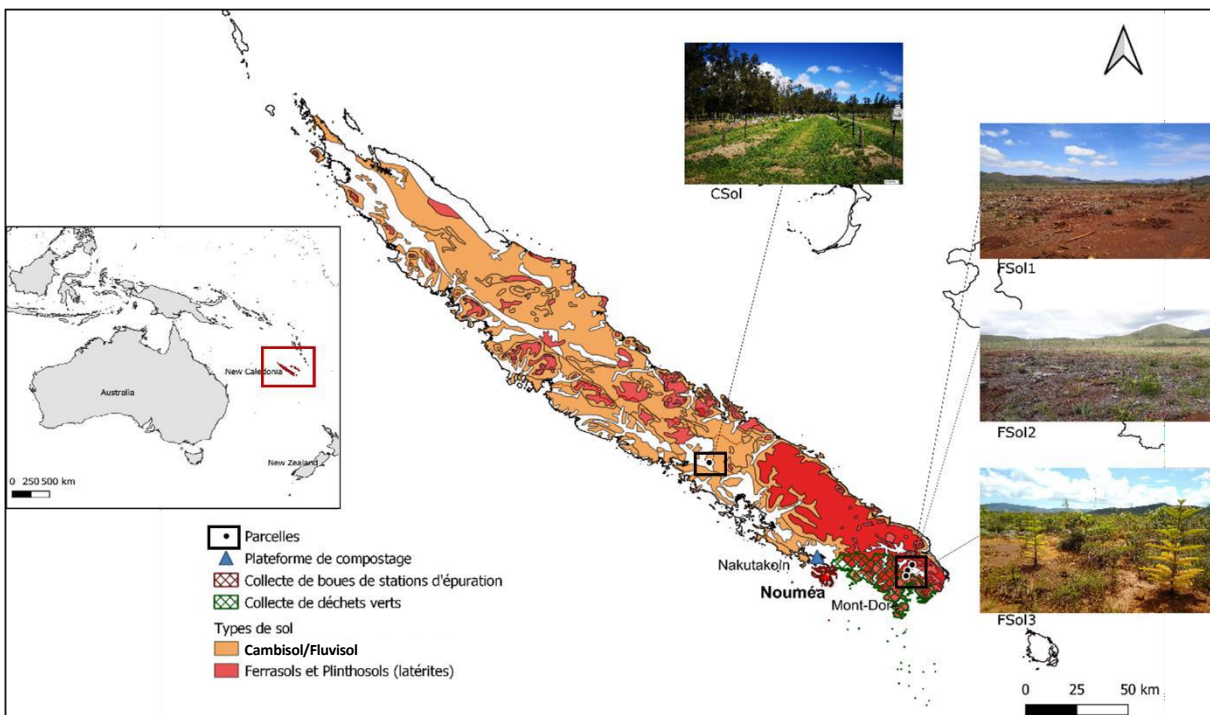 CSol
FSol1
FSol2
FSol3
New Caledonia
Australia
New Zealand
0 250 500 km
Parcelles
Plateforme de compostage
Collecte de boues de stations d'épuration
Collecte de déchets verts
Types de sol
Cambisol/Fluvisol
Ferrasols et Plinthosols (latérites)
Nakutakoin
Nouméa
Mont-Dore
0 25 50 km